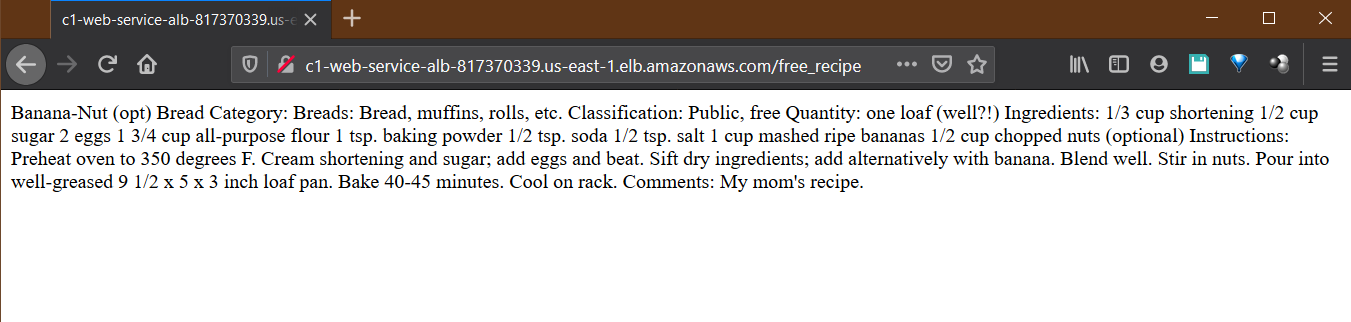 c1-web-service-alb-817370339.us-e
c1-web-service-alb-817370339.us-east-1.elb.amazonaws.com/free_recipe
Banana-Nut (opt) Bread Category: Breads: Bread, muffins, rolls, etc. Classification: Public, free Quantity: one loaf (well?!) Ingredients: 1/3 cup shortening 1/2 cup
sugar 2 eggs 1 3/4 cup all-purpose flour 1 tsp. baking powder 1/2 tsp. soda 1/2 tsp. salt 1 cup mashed ripe bananas 1/2 cup chopped nuts (optional) Instructions:
Preheat oven to 350 degrees F. Cream shortening and sugar; add eggs and beat. Sift dry ingredients; add alternatively with banana. Blend well. Stir in nuts. Pour into
well-greased 9 1/2 x 5 x 3 inch loaf pan. Bake 40-45 minutes. Cool on rack. Comments: My mom's recipe.